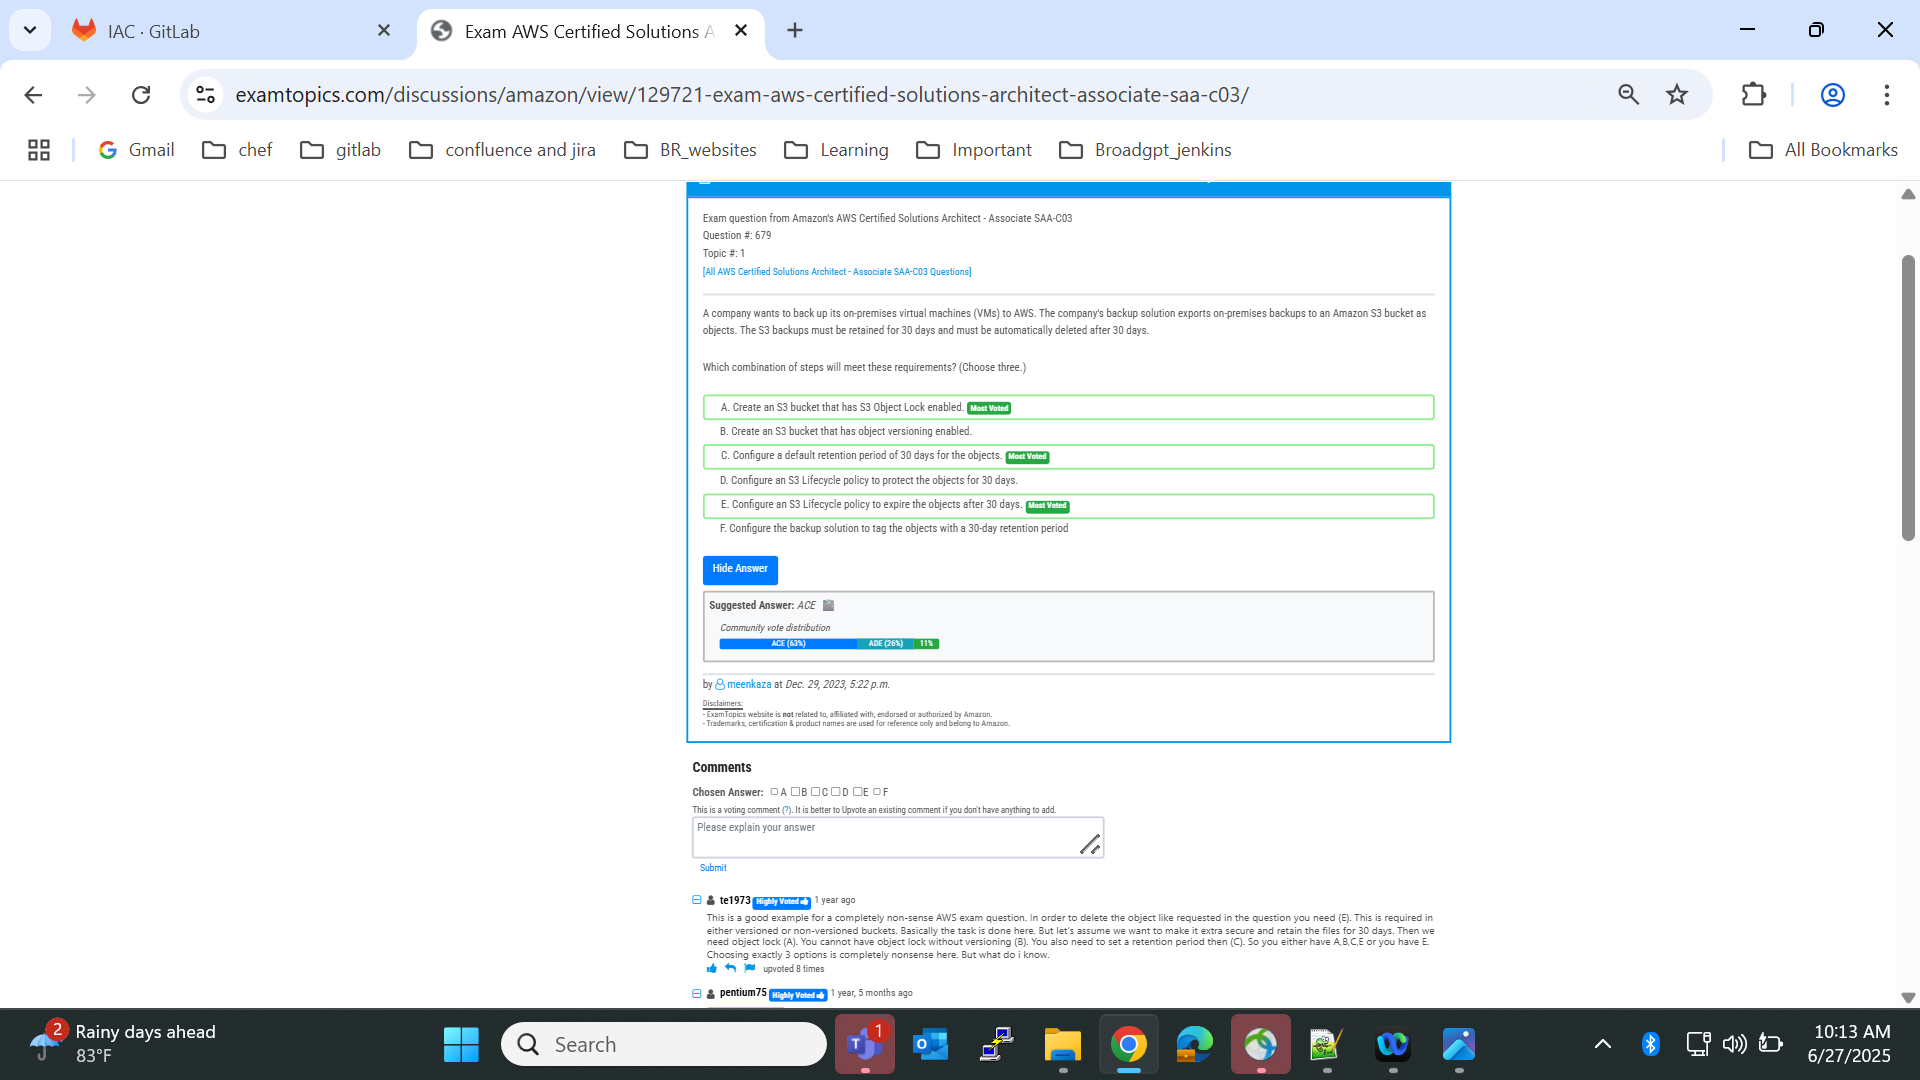 IAC · GitLab
Exam AWS Certified Solutions A
examtopics.com/discussions/amazon/view/129721-exam-aws-certified-solutions-architect-associate-saa-c03/
Gmail
chef
gitlab
confluence and jira
BR_websites
Learning
Important
Broadgpt_jenkins
All Bookmarks
Exam question from Amazon's AWS Certified Solutions Architect - Associate SAA-C03
Question #: 679
Topic #: 1
[All AWS Certified Solutions Architect - Associate SAA-C03 Questions]
A company wants to back up its on-premises virtual machines (VMs) to AWS. The company's backup solution exports on-premises backups to an Amazon S3 bucket as
objects. The S3 backups must be retained for 30 days and must be automatically deleted after 30 days.
Which combination of steps will meet these requirements? (Choose three.)
A. Create an S3 bucket that has S3 Object Lock enabled. Most Voted
B. Create an S3 bucket that has object versioning enabled.
C. Configure a default retention period of 30 days for the objects. Most Voted
D. Configure an S3 Lifecycle policy to protect the objects for 30 days.
E. Configure an S3 Lifecycle policy to expire the objects after 30 days. Most Voted
F. Configure the backup solution to tag the objects with a 30-day retention period
Hide Answer
Suggested Answer: ACE
Community vote distribution
ACE (63%) ADE (26%) 11%
by meenkaza at Dec. 29, 2023, 5:22 p.m.
Disclaimers:
- ExamTopics website is not related to, affiliated with, endorsed or authorized by Amazon.
- Trademarks, certification & product names are used for reference only and belong to Amazon.
Comments
Chosen Answer: A B C D E F
This is a voting comment (?). It is better to Upvote an existing comment if you don't have anything to add.
Please explain your answer
Submit
te1973 Highly Voted 1 year ago
This is a good example for a completely non-sense AWS exam question. In order to delete the object like requested in the question you need (E). This is required in
either versioned or non-versioned buckets. Basically the task is done here. But let's assume we want to make it extra secure and retain the files for 30 days. Then we
need object lock (A). You cannot have object lock without versioning (B). You also need to set a retention period then (C). So you either have A,B,C,E or you have E.
Choosing exactly 3 options is completely nonsense here. But what do i know.
upvoted 8 times
pentium75 Highly Voted 1 year, 5 months ago
2
Rainy days ahead
83°F
Search
1
10:13 AM
6/27/2025